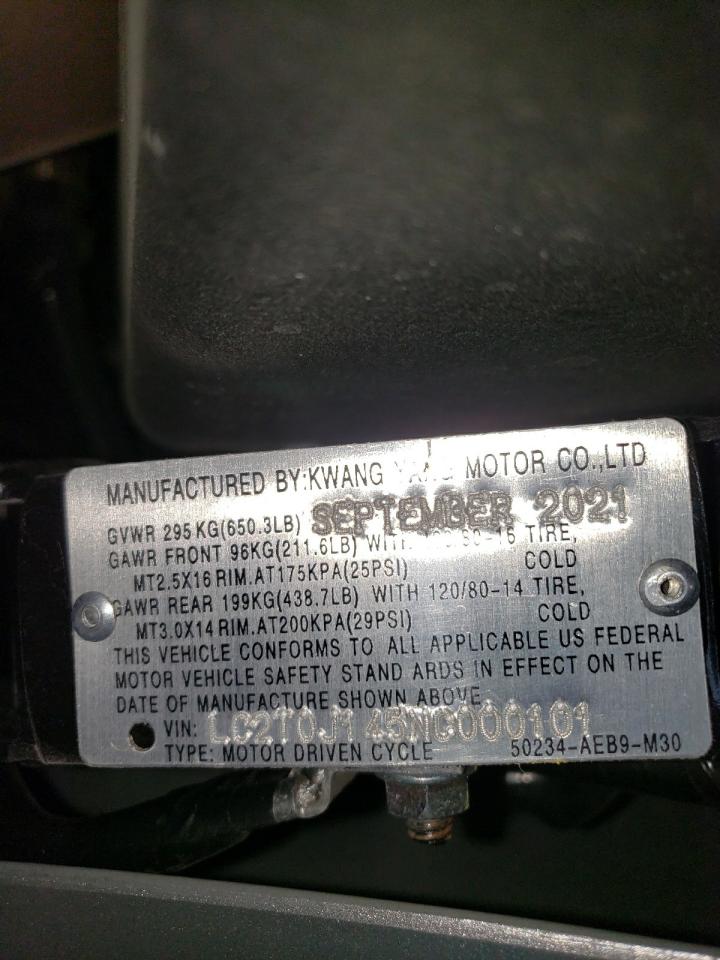 MANUFACTURED BY:KWANG YANG MOTOR CO.,LTD
SEPTEMBER 2021
GVWR 295KG(650.3LB)
GAWR FRONT 96KG(211.6LB) WITH TIRE,
MT2.5X16 RIM.AT175KPA(25PSI) COLD
GAWR REAR 199KG(438.7LB) WITH 120/80-14 TIRE,
MT3.0X14 RIM.AT200KPA(29PSI) COLD
THIS VEHICLE CONFORMS TO ALL APPLICABLE US FEDERAL
MOTOR VEHICLE SAFETY STAND ARDS IN EFFECT ON THE
DATE OF MANUFACTURE SHOWN ABOVE
VIN: LC2T0J145NC000101
TYPE: MOTOR DRIVEN CYCLE 50234-AEB9-M30